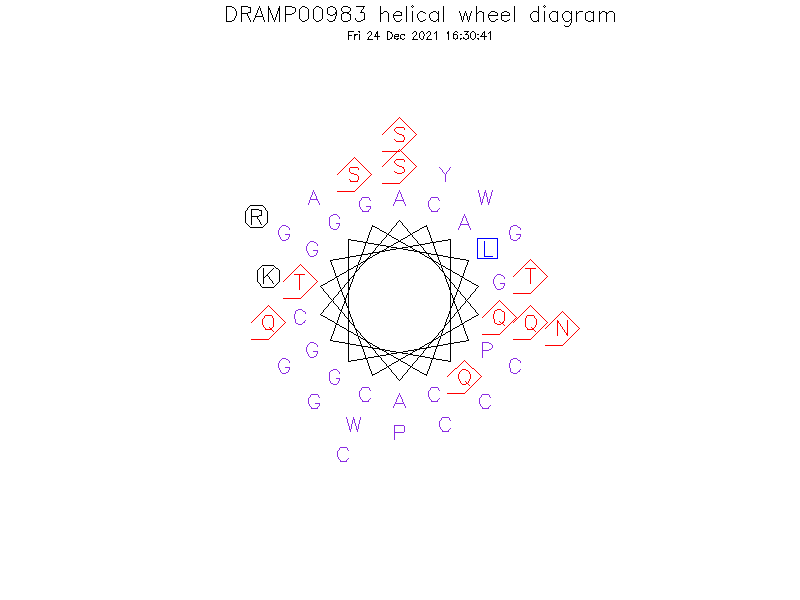 DRAMP00983 helical wheel diagram
Fri 24 Dec 2021 16:30:41
S
S S Y
A G A C W
R G G A G
G L
K T G T
Q C Q Q N
G P
G G Q C
G C A C C
W P C
C